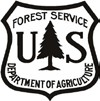 FOREST SERVICE
U S
DEPARTMENT OF AGRICULTURE